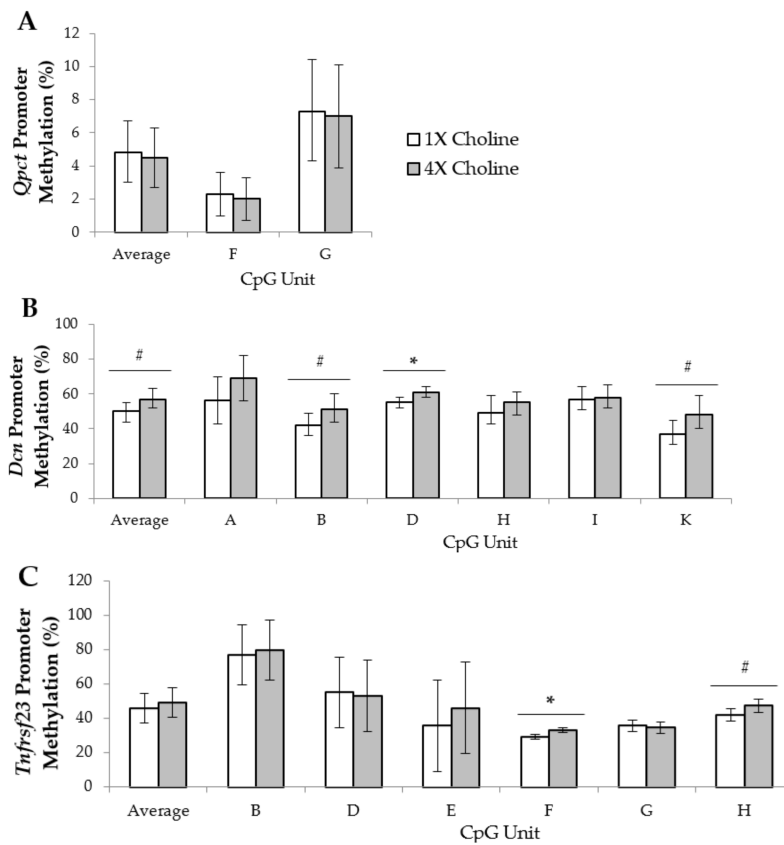 A
Qpct Promoter
Methylation (%)
12
10
8
6
4
2
0
Average F G
CpG Unit
1X Choline
4X Choline
B
Dcn Promoter
Methylation (%)
100
80
60
40
20
0
# # * #
Average A B D H I K
CpG Unit
C
Tnfrsf23 Promoter
Methylation (%)
120
100
80
60
40
20
0
* #
Average B D E F G H
CpG Unit